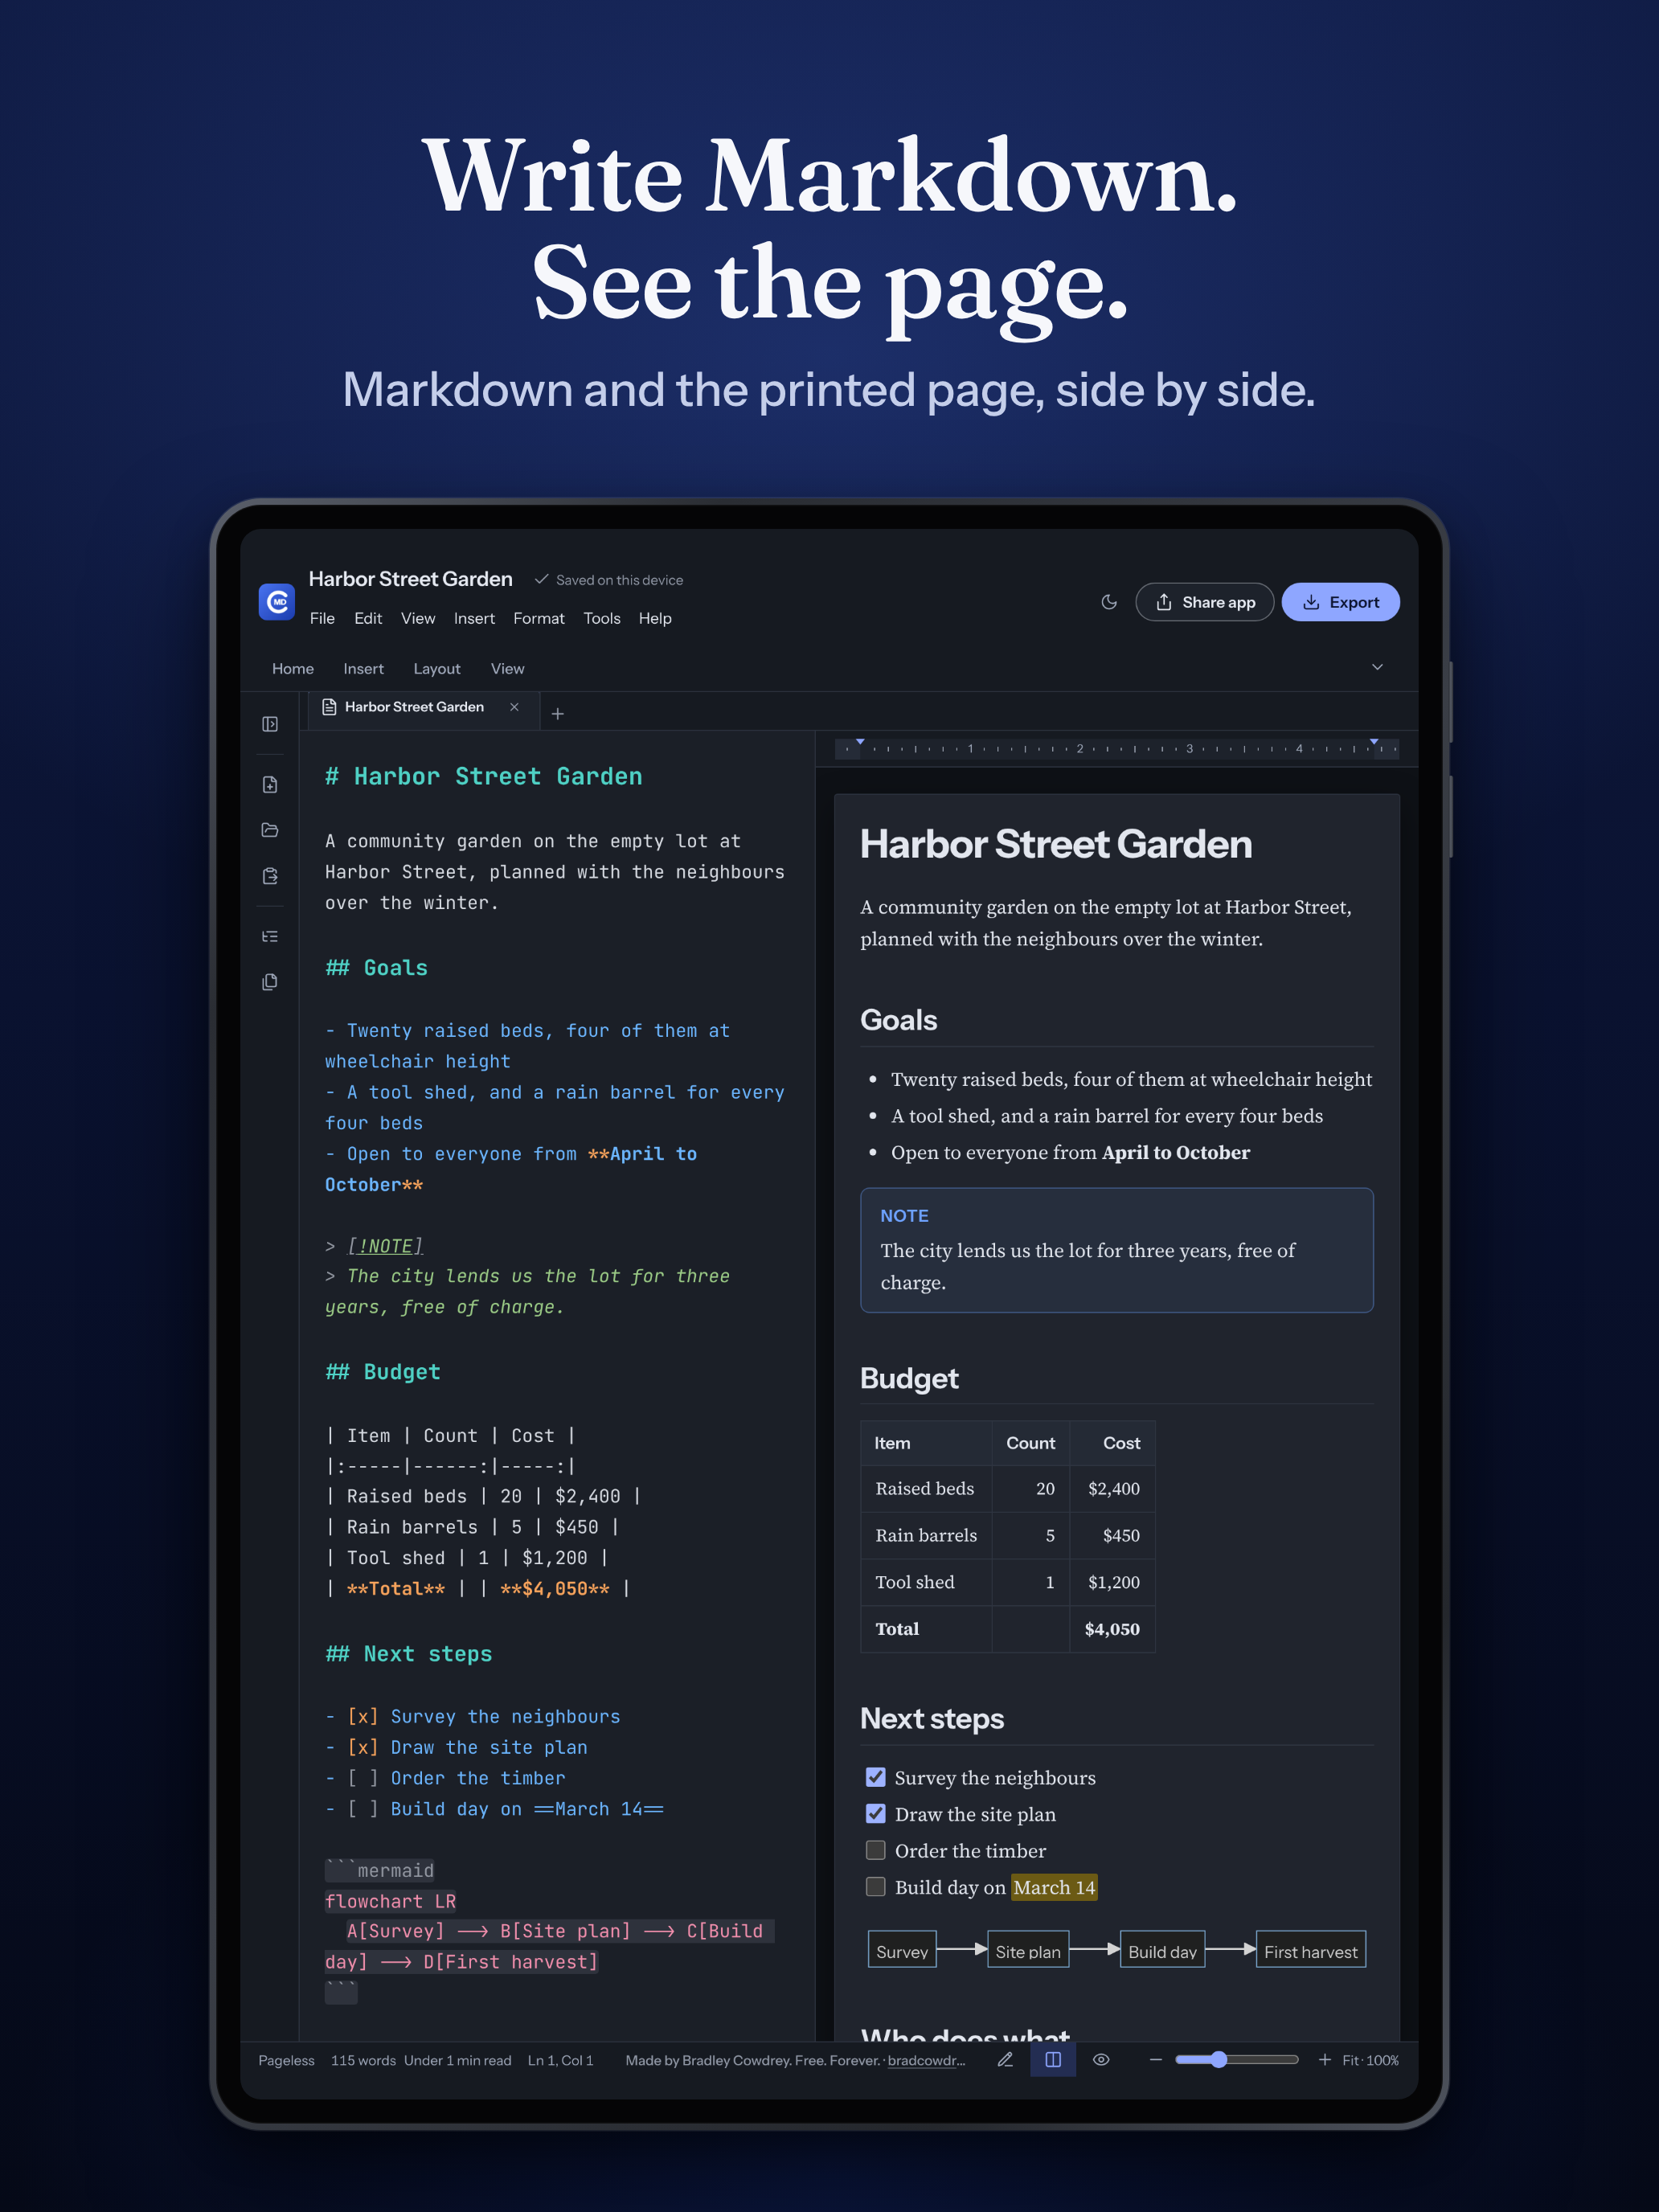 Write Markdown.
See the page.
Markdown and the printed page, side by side.
Harbor Street Garden
Saved on this device
MD
File Edit View Insert Format Tools Help
Share app
Export
Home Insert Layout View
Harbor Street Garden
# Harbor Street Garden
A community garden on the empty lot at
Harbor Street, planned with the neighbours
over the winter.
## Goals
- Twenty raised beds, four of them at
wheelchair height
- A tool shed, and a rain barrel for every
four beds
- Open to everyone from **April to
October**
> [!NOTE]
> The city lends us the lot for three
years, free of charge.
## Budget
| Item | Count | Cost |
|:-----|------:|-----:|
| Raised beds | 20 | $2,400 |
| Rain barrels | 5 | $450 |
| Tool shed | 1 | $1,200 |
| **Total** | | **$4,050** |
## Next steps
- [x] Survey the neighbours
- [x] Draw the site plan
- [ ] Order the timber
- [ ] Build day on ==March 14==
```mermaid
flowchart LR
A[Survey] --> B[Site plan] --> C[Build
day] --> D[First harvest]
```
1 2 3 4
Harbor Street Garden
A community garden on the empty lot at Harbor Street,
planned with the neighbours over the winter.
Goals
• Twenty raised beds, four of them at wheelchair height
• A tool shed, and a rain barrel for every four beds
• Open to everyone from April to October
NOTE
The city lends us the lot for three years, free of
charge.
Budget
Item Count Cost
Raised beds 20 $2,400
Rain barrels 5 $450
Tool shed 1 $1,200
Total $4,050
Next steps
Survey the neighbours
Draw the site plan
Order the timber
Build day on March 14
Survey Site plan Build day First harvest
Who does what
Pageless 115 words Under 1 min read Ln 1, Col 1 Made by Bradley Cowdrey. Free. Forever. · bradcowdr... Fit · 100%